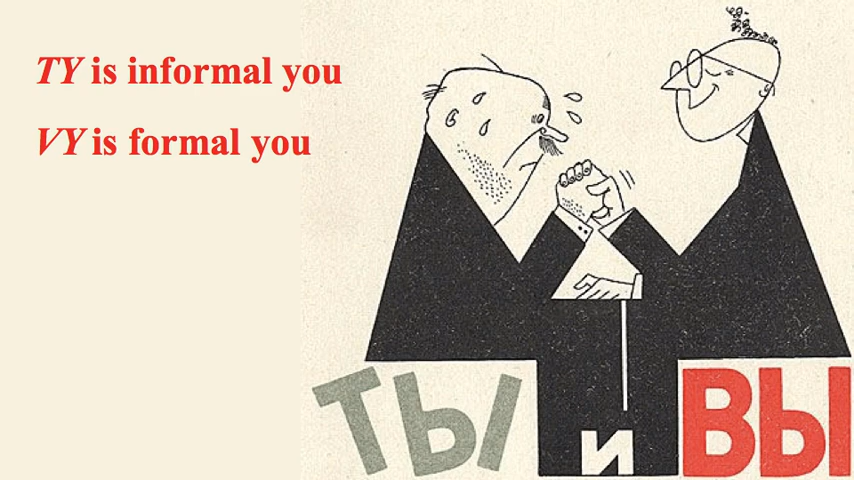 TY is informal you
VY is formal you
ТЫ и ВЫ